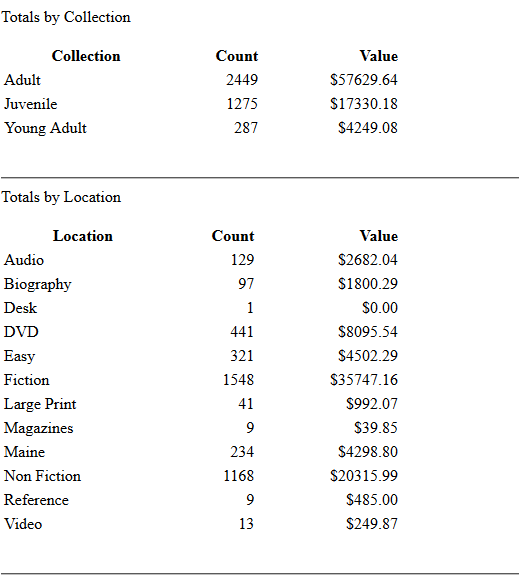 Totals by Collection
Collection Count Value
Adult 2449 $57629.64
Juvenile 1275 $17330.18
Young Adult 287 $4249.08
Totals by Location
Location Count Value
Audio 129 $2682.04
Biography 97 $1800.29
Desk 1 $0.00
DVD 441 $8095.54
Easy 321 $4502.29
Fiction 1548 $35747.16
Large Print 41 $992.07
Magazines 9 $39.85
Maine 234 $4298.80
Non Fiction 1168 $20315.99
Reference 9 $485.00
Video 13 $249.87